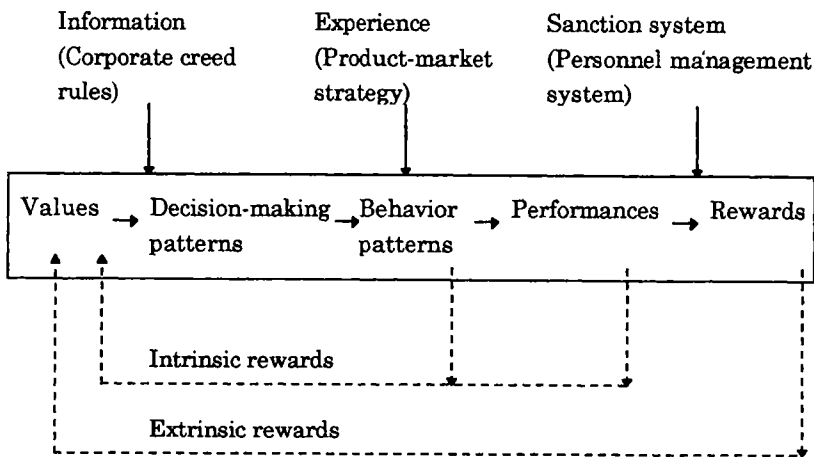 Information
(Corporate creed
rules)
Experience
(Product-market
strategy)
Sanction system
(Personnel management
system)
Values
Decision-making
patterns
Behavior
patterns
Performances
Rewards
Intrinsic rewards
Extrinsic rewards